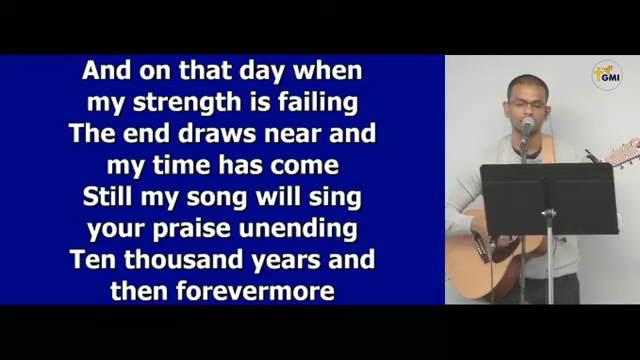 And on that day when
my strength is failing
The end draws near and
my time has come
Still my song will sing
your praise unending
Ten thousand years and
then forevermore
GMI